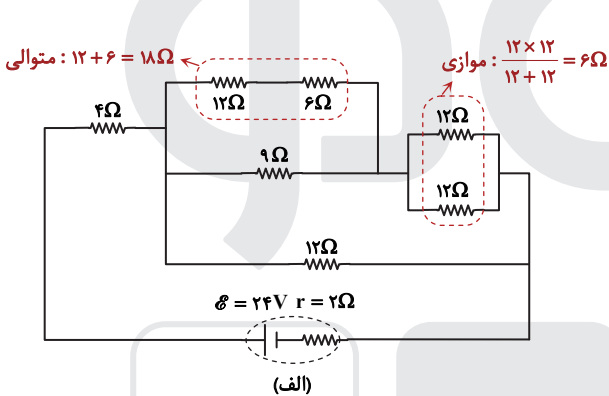 متوالی : ۱۲ + ۶ = ۱۸Ω
موازی : (۱۲ × ۱۲) / (۱۲ + ۱۲) = ۶Ω
۱۲Ω ۶Ω
۴Ω
۱۲Ω
۹Ω
۱۲Ω
۱۲Ω
ℰ = ۲۴V r = ۲Ω
(الف)